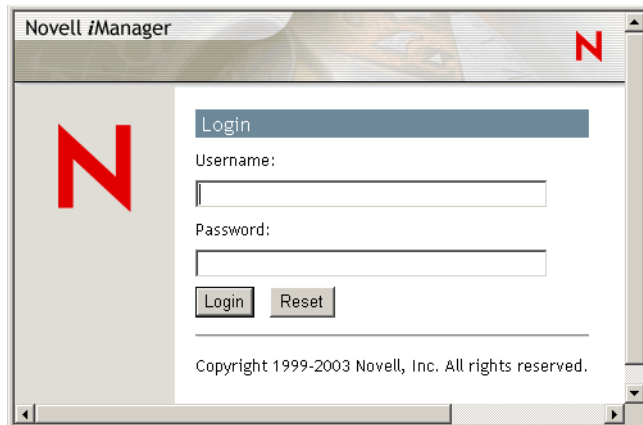 Novell iManager
N
N
Login
Username:
Password:
Login
Reset
Copyright 1999-2003 Novell, Inc. All rights reserved.